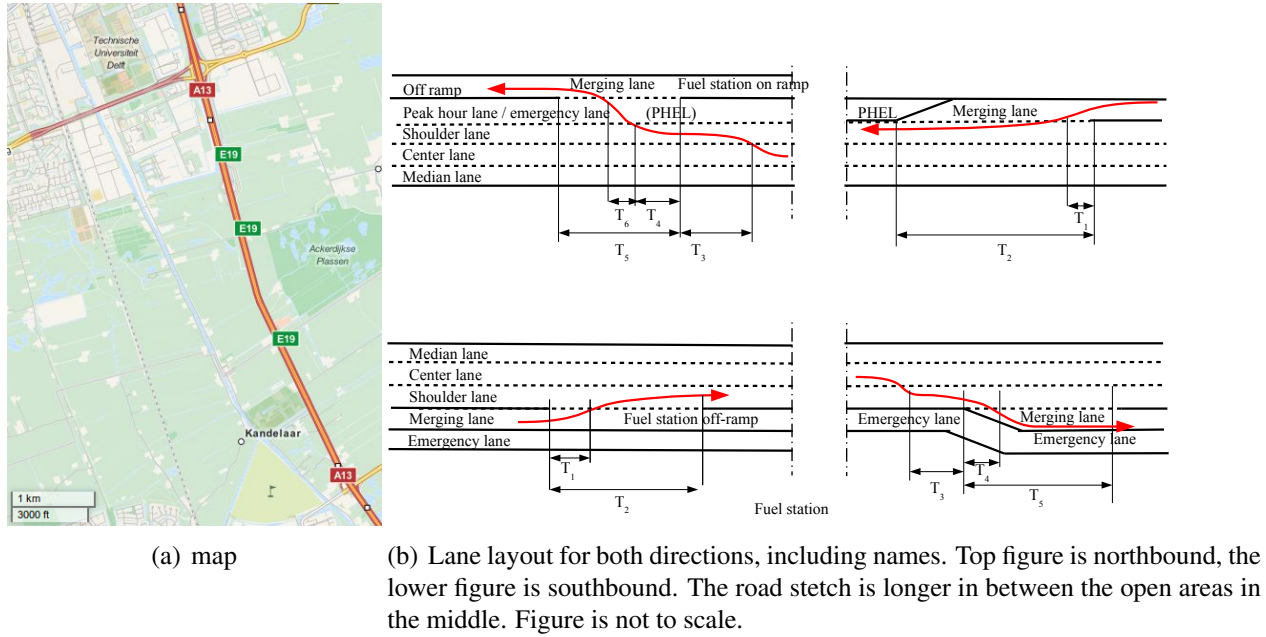 Technische
Universiteit
Delft
A13
E19
E19
Ackerdijkse
Plassen
E19
Kandelaar
A13
1 km
3000 ft
Merging lane
Fuel station on ramp
Off ramp
Peak hour lane / emergency lane
(PHEL)
Shoulder lane
Center lane
Median lane
T6
T4
T5
T3
PHEL
Merging lane
T1
T2
Median lane
Center lane
Shoulder lane
Merging lane
Fuel station off-ramp
Emergency lane
T1
T2
Fuel station
Emergency lane
Merging lane
Emergency lane
T3
T4
T5
(a) map
(b) Lane layout for both directions, including names. Top figure is northbound, the
lower figure is southbound. The road stetch is longer in between the open areas in
the middle. Figure is not to scale.